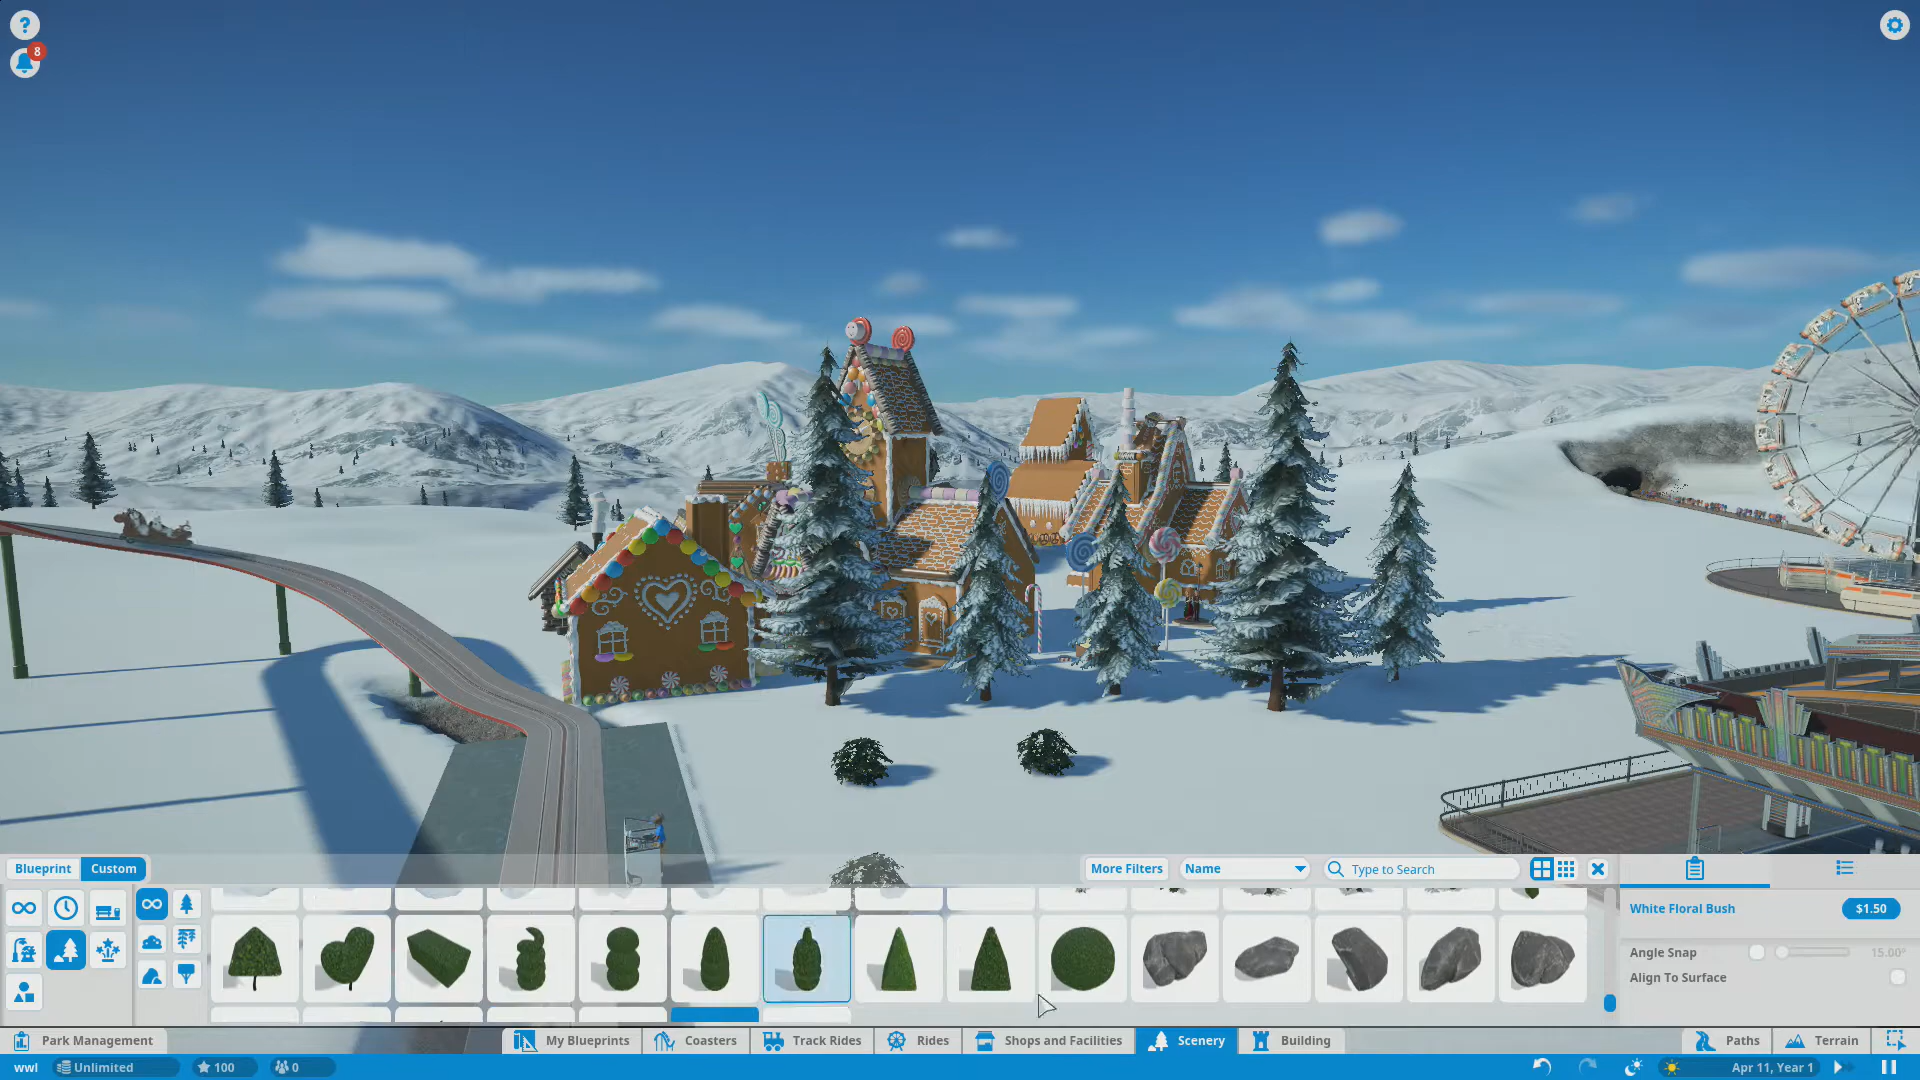 ?
8
Blueprint
Custom
More Filters
Name
Type to Search
White Floral Bush
$1.50
Angle Snap
15.00°
Align To Surface
Park Management
My Blueprints
Coasters
Track Rides
Rides
Shops and Facilities
Scenery
Building
Paths
Terrain
wwl
Unlimited
100
0
Apr 11, Year 1